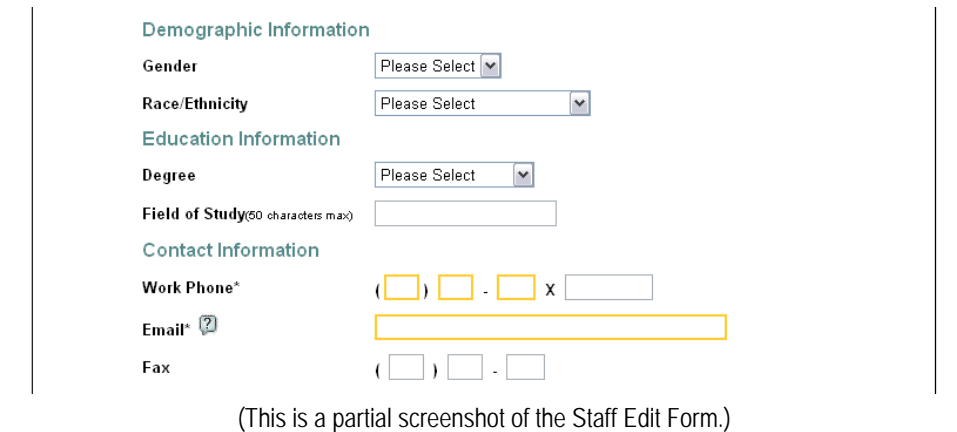 Demographic Information
Gender Please Select
Race/Ethnicity Please Select
Education Information
Degree Please Select
Field of Study(50 characters max)
Contact Information
Work Phone* ( ) - X
Email* ?
Fax ( ) -
(This is a partial screenshot of the Staff Edit Form.)